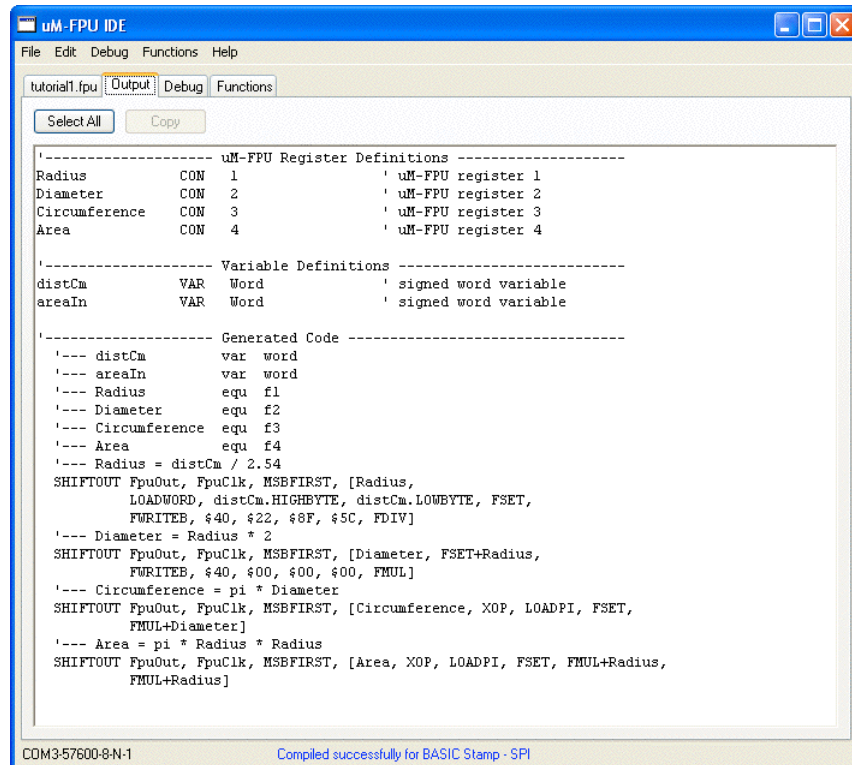 uM-FPU IDE
File Edit Debug Functions Help
tutorial1.fpu Output Debug Functions
Select All Copy
'-------------------- uM-FPU Register Definitions --------------------
Radius CON 1 ' uM-FPU register 1
Diameter CON 2 ' uM-FPU register 2
Circumference CON 3 ' uM-FPU register 3
Area CON 4 ' uM-FPU register 4
'-------------------- Variable Definitions ---------------------------
distCm VAR Word ' signed word variable
areaIn VAR Word ' signed word variable
'-------------------- Generated Code ---------------------------------
'--- distCm var word
'--- areaIn var word
'--- Radius equ f1
'--- Diameter equ f2
'--- Circumference equ f3
'--- Area equ f4
'--- Radius = distCm / 2.54
SHIFTOUT FpuOut, FpuClk, MSBFIRST, [Radius,
LOADWORD, distCm.HIGHBYTE, distCm.LOWBYTE, FSET,
FWRITEB, $40, $22, $8F, $5C, FDIV]
'--- Diameter = Radius * 2
SHIFTOUT FpuOut, FpuClk, MSBFIRST, [Diameter, FSET+Radius,
FWRITEB, $40, $00, $00, $00, FMUL]
'--- Circumference = pi * Diameter
SHIFTOUT FpuOut, FpuClk, MSBFIRST, [Circumference, XOP, LOADPI, FSET,
FMUL+Diameter]
'--- Area = pi * Radius * Radius
SHIFTOUT FpuOut, FpuClk, MSBFIRST, [Area, XOP, LOADPI, FSET, FMUL+Radius,
FMUL+Radius]
COM3-57600-8-N-1 Compiled successfully for BASIC Stamp - SPI